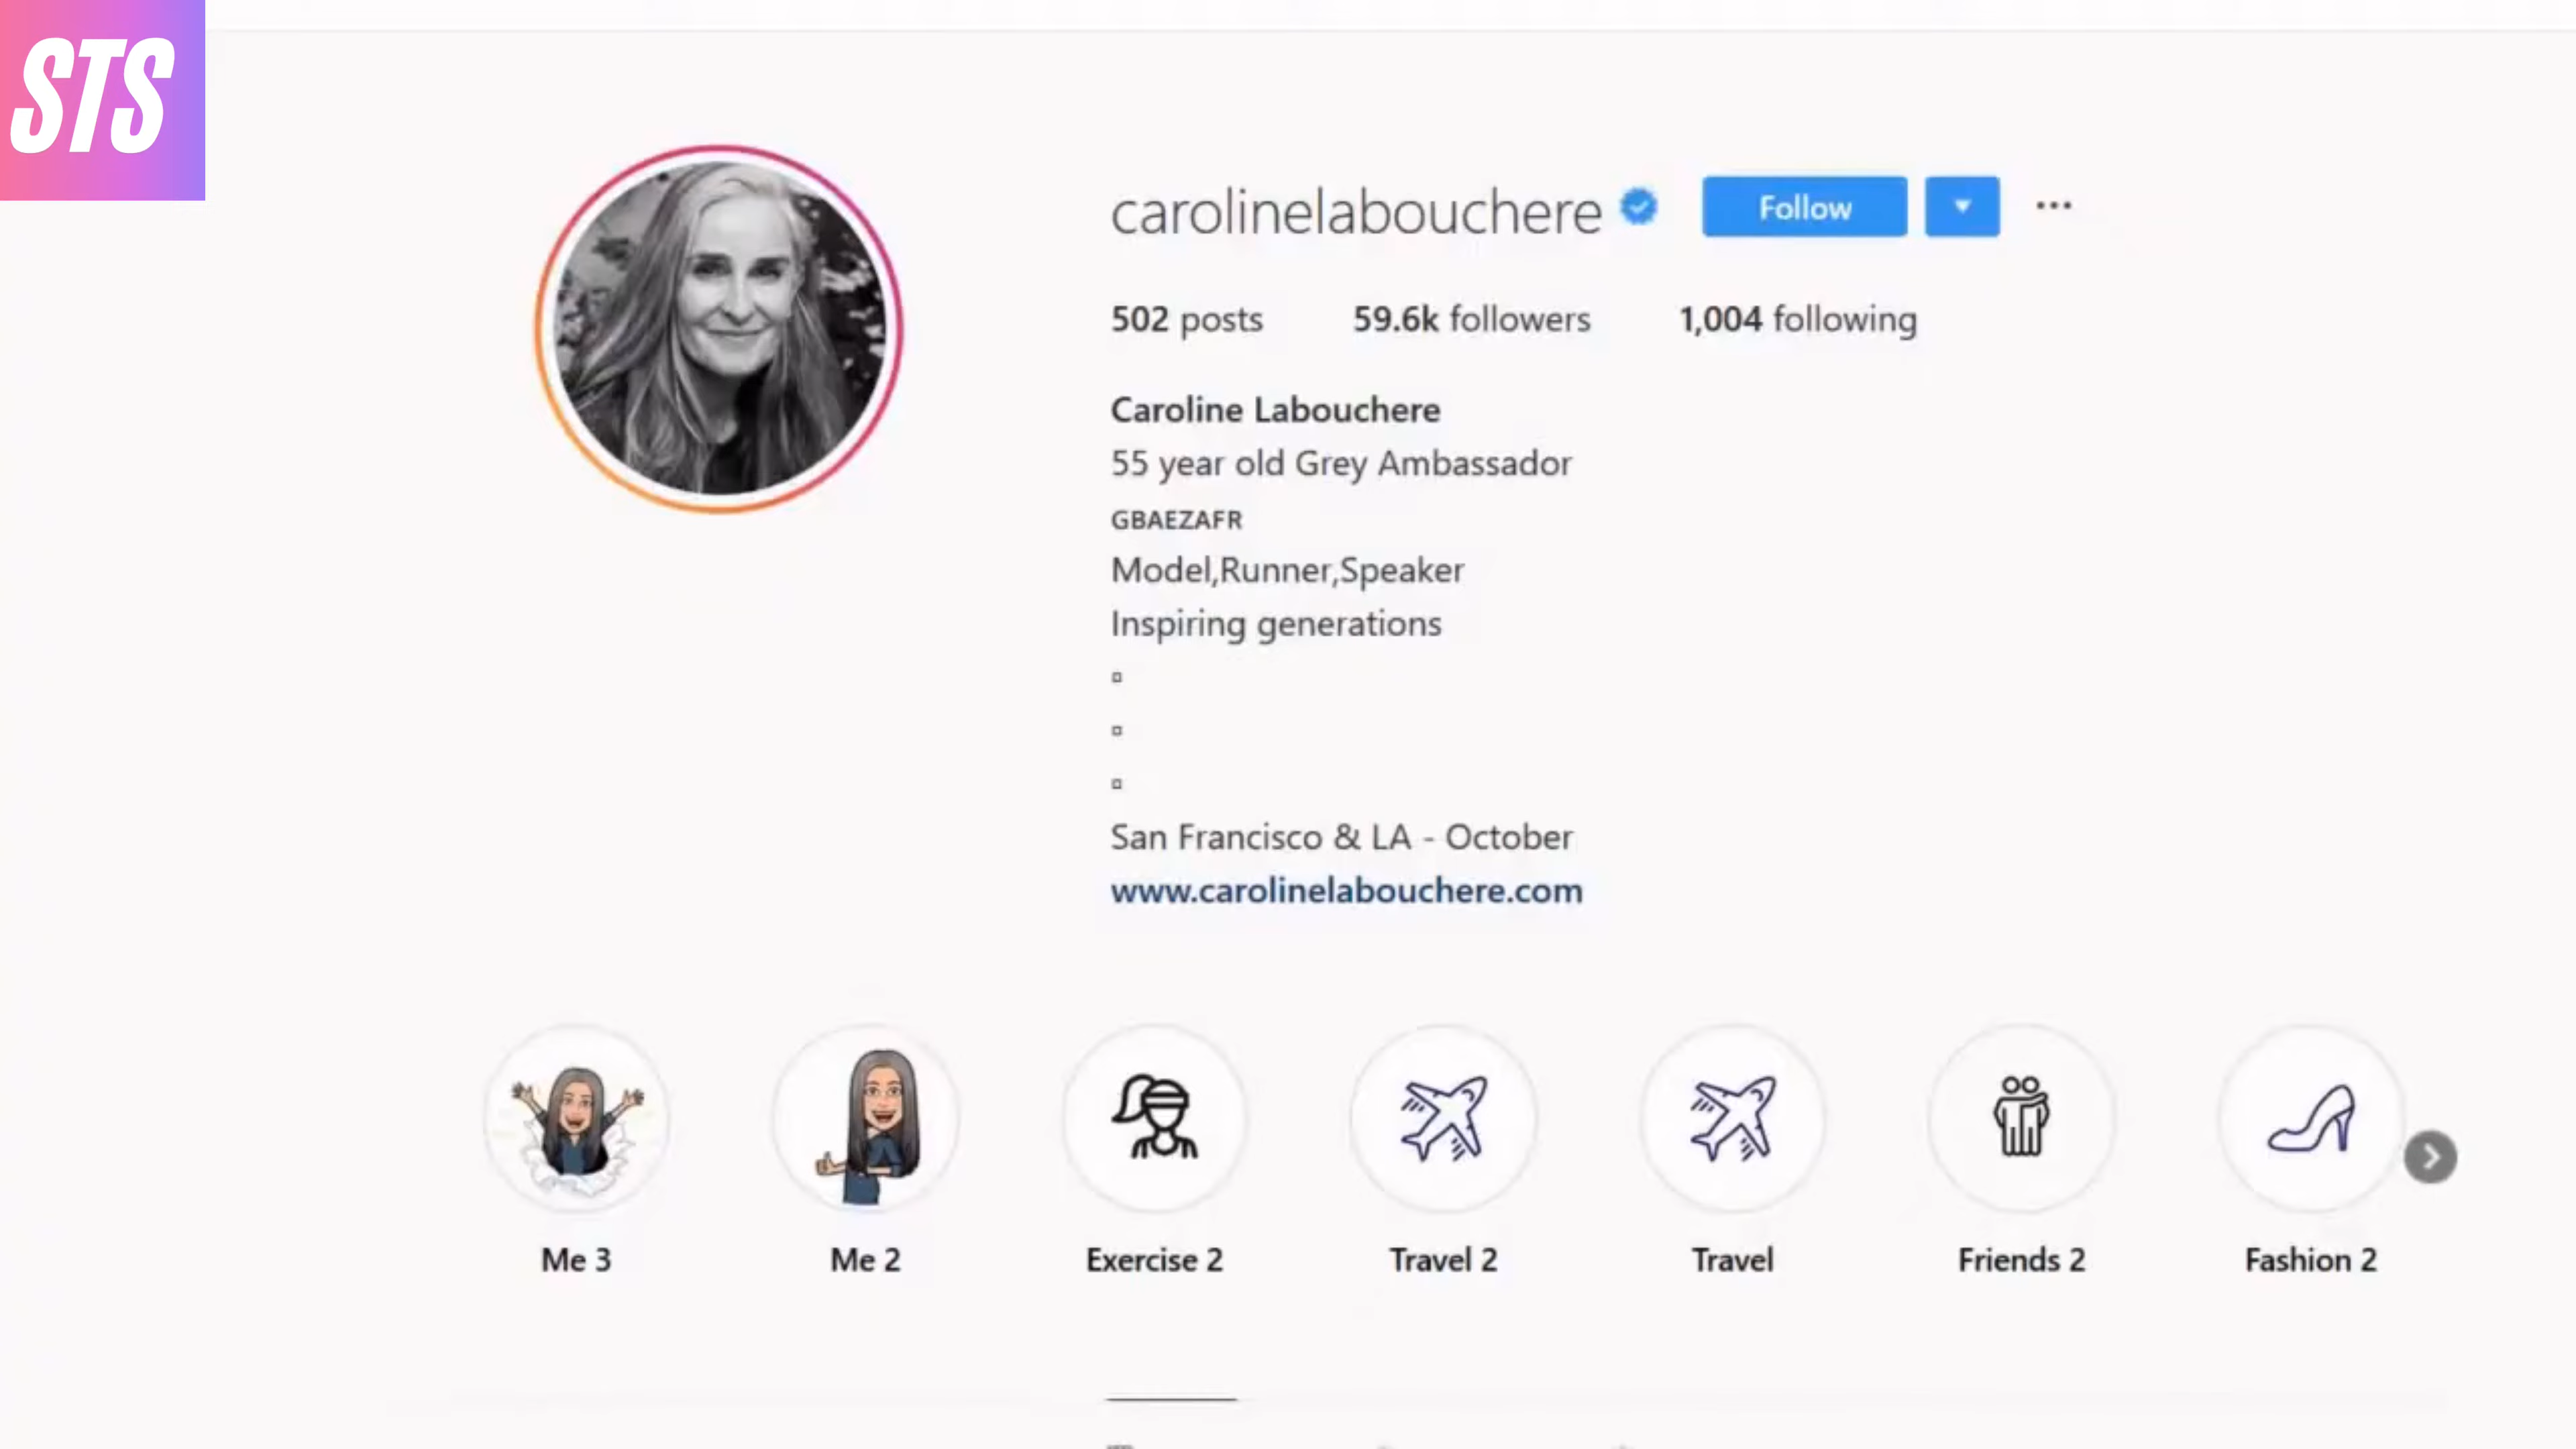 STS
carolinelabouchere
Follow
502 posts 59.6k followers 1,004 following
Caroline Labouchere
55 year old Grey Ambassador
GBAEZAFR
Model,Runner,Speaker
Inspiring generations
San Francisco & LA - October
www.carolinelabouchere.com
Me 3 Me 2 Exercise 2 Travel 2 Travel Friends 2 Fashion 2